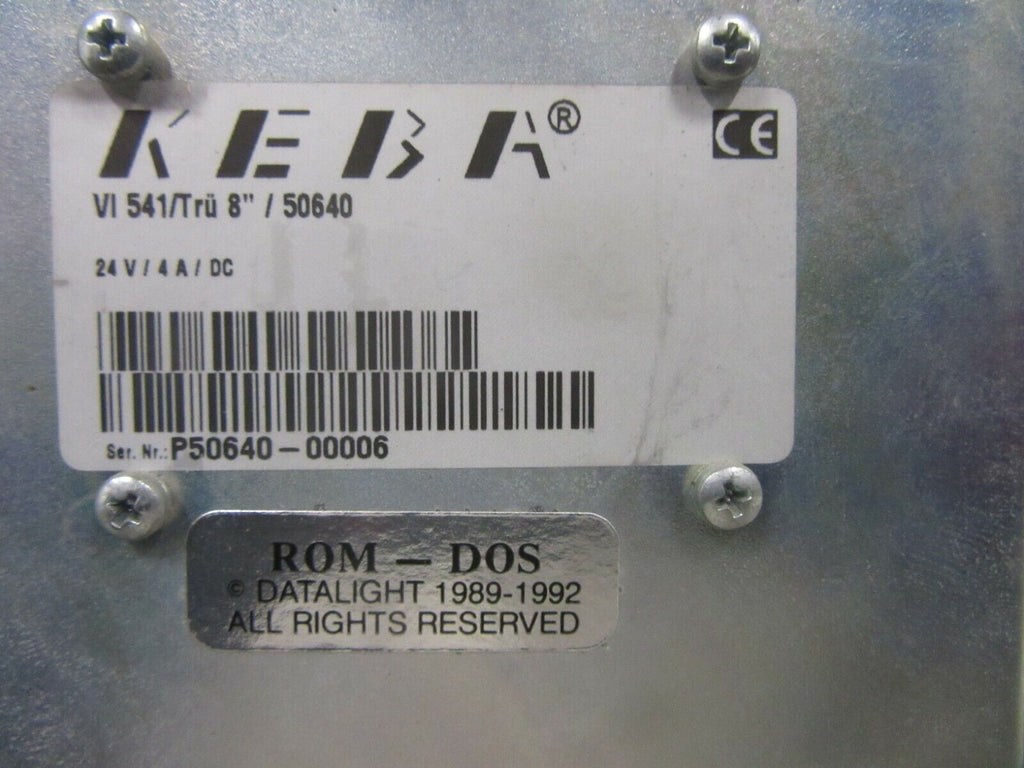 KEBA®
CE
VI 541/Trü 8" / 50640
24 V / 4 A / DC
Ser. Nr.: P50640-00006
ROM - DOS
© DATALIGHT 1989-1992
ALL RIGHTS RESERVED